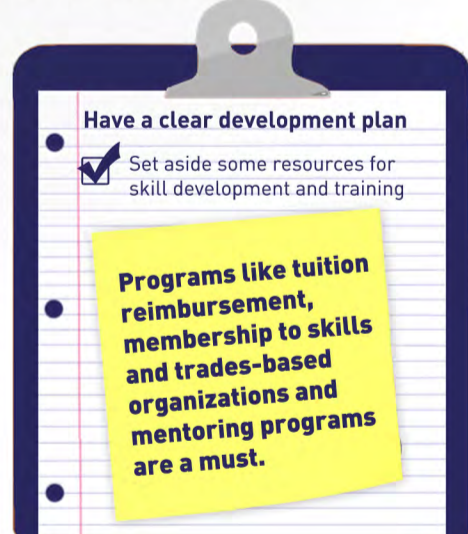 Have a clear development plan
Set aside some resources for
skill development and training
Programs like tuition
reimbursement,
membership to skills
and trades-based
organizations and
mentoring programs
are a must.